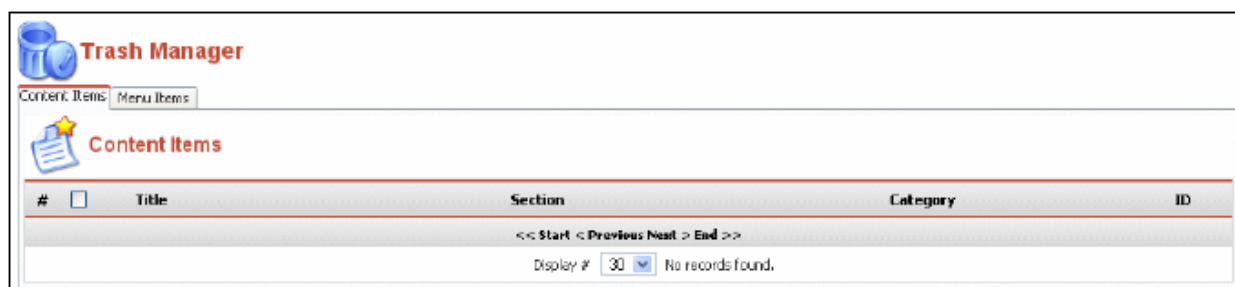 Trash Manager
Content Items Menu Items
Content Items
# Title Section Category ID
<< Start < Previous Next > End >>
Display # 30 No records found.